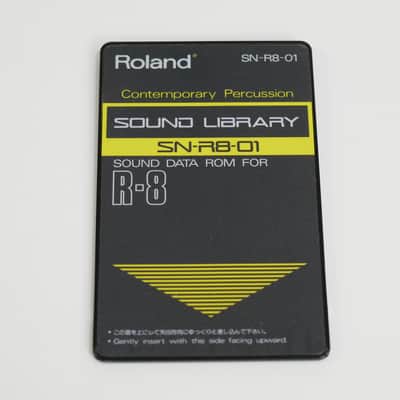 Roland SN-R8-01
Contemporary Percussion
SOUND LIBRARY
SN-R8-01
SOUND DATA ROM FOR
R-8
• この面を上にして矢印方向にゆっくりと差し込んで下さい。
• Gently insert with this side facing upward.